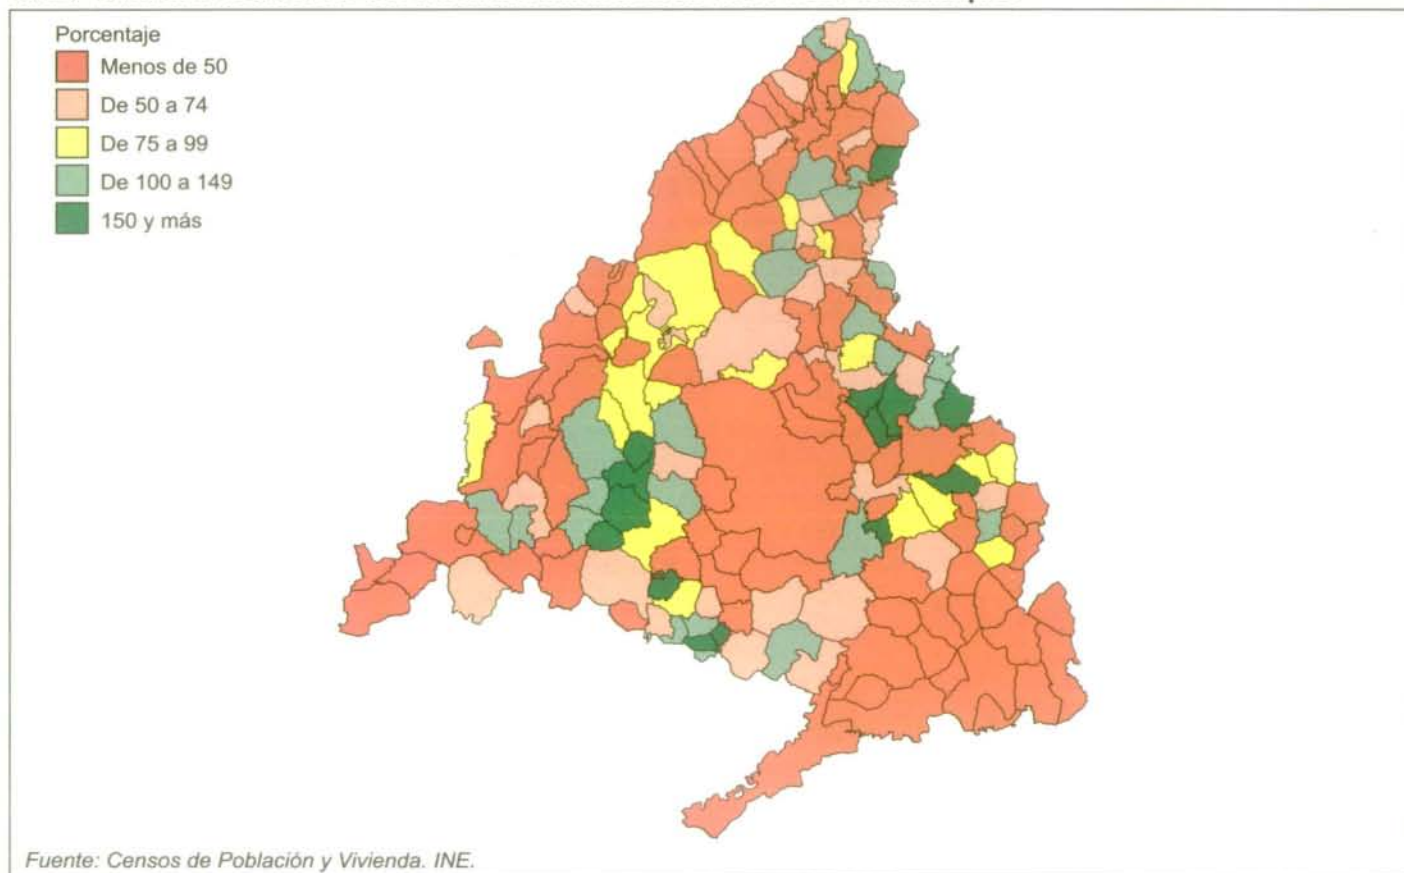 Porcentaje
Menos de 50
De 50 a 74
De 75 a 99
De 100 a 149
150 y más
Fuente: Censos de Población y Vivienda. INE.